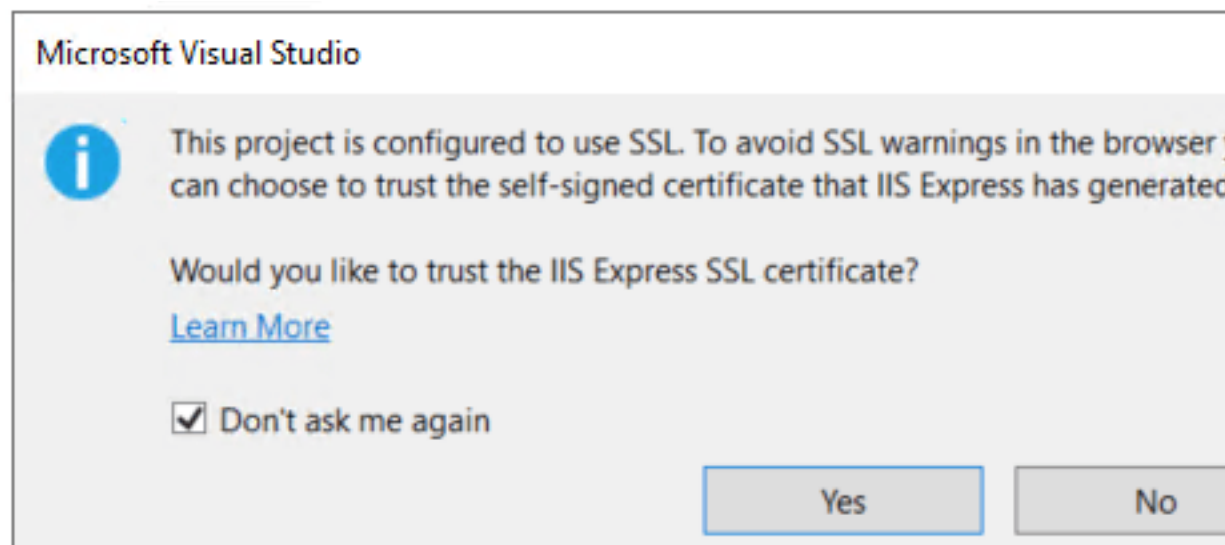 Microsoft Visual Studio
This project is configured to use SSL. To avoid SSL warnings in the browser
can choose to trust the self-signed certificate that IIS Express has generated
Would you like to trust the IIS Express SSL certificate?
Learn More
Don't ask me again
Yes
No